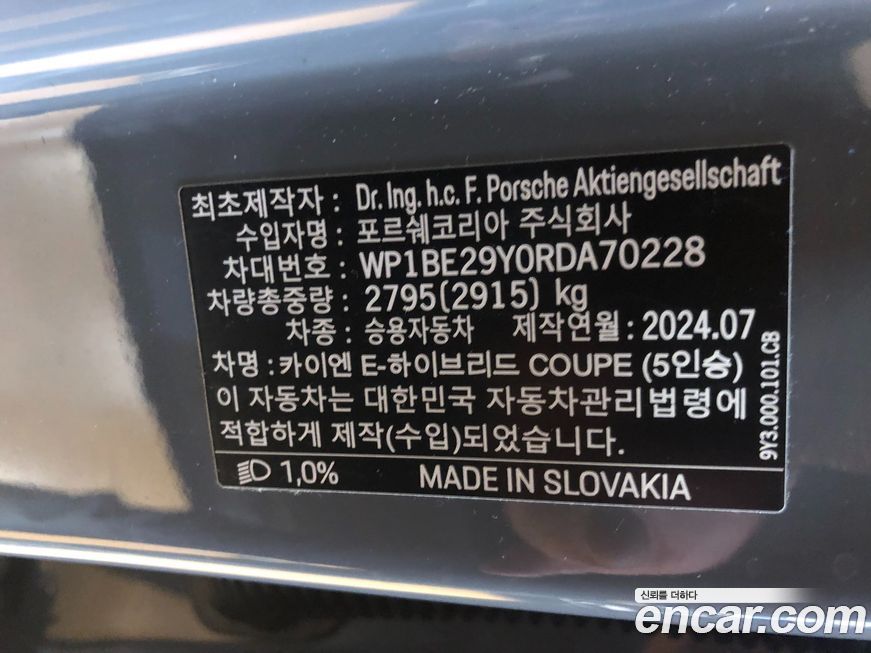 최초제작자 : Dr. Ing. h.c. F. Porsche Aktiengesellschaft
수입자명 : 포르쉐코리아 주식회사
차대번호 : WP1BE29Y0RDA70228
차량총중량 : 2795(2915) kg
차종 : 승용자동차 제작연월 : 2024.07
차명 : 카이엔 E-하이브리드 COUPE (5인승)
이 자동차는 대한민국 자동차관리법령에
적합하게 제작(수입)되었습니다.
1,0% MADE IN SLOVAKIA
9Y3.000.101.CB
신뢰를 더하다
encar.com